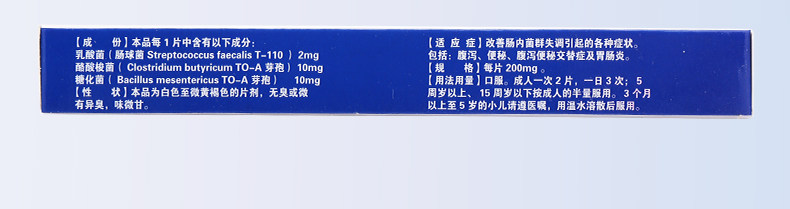 【成　份】本品每1片中含有以下成分：
乳酸菌（肠球菌 Streptococcus faecalis T-110 ）2mg
酪酸梭菌（ Clostridium butyricum TO-A 芽孢）10mg
糖化菌（ Bacillus mesentericus TO-A 芽孢）　10mg
【性　状】本品为白色至微黄褐色的片剂，无臭或微
有异臭，味微甘。
【适 应 症】改善肠内菌群失调引起的各种症状。
包括：腹泻、便秘、腹泻便秘交替症及胃肠炎。
【规　格】每片200mg 。
【用法用量】口服。成人一次2片，一日3次；5
周岁以上、15周岁以下按成人的半量服用。3个月
以上至5岁的小儿请遵医嘱，用温水溶散后服用。